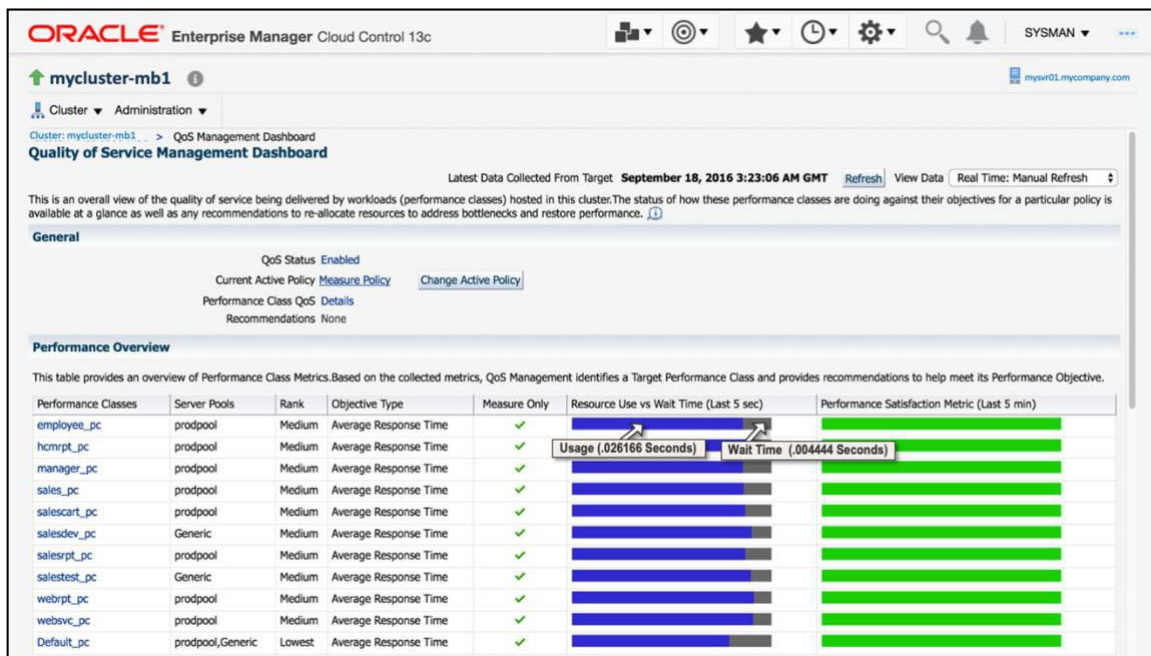 ORACLE Enterprise Manager Cloud Control 13c SYSMAN
mycluster-mb1 mysvr01.mycompany.com
Cluster Administration
Cluster: mycluster-mb1 > QoS Management Dashboard
Quality of Service Management Dashboard
Latest Data Collected From Target September 18, 2016 3:23:06 AM GMT Refresh View Data Real Time: Manual Refresh
This is an overall view of the quality of service being delivered by workloads (performance classes) hosted in this cluster.The status of how these performance classes are doing against their objectives for a particular policy is
available at a glance as well as any recommendations to re-allocate resources to address bottlenecks and restore performance.
General
QoS Status Enabled
Current Active Policy Measure Policy Change Active Policy
Performance Class QoS Details
Recommendations None
Performance Overview
This table provides an overview of Performance Class Metrics.Based on the collected metrics, QoS Management identifies a Target Performance Class and provides recommendations to help meet its Performance Objective.
Performance Classes Server Pools Rank Objective Type Measure Only Resource Use vs Wait Time (Last 5 sec) Performance Satisfaction Metric (Last 5 min)
employee_pc prodpool Medium Average Response Time
hcmrpt_pc prodpool Medium Average Response Time Usage (.026166 Seconds) Wait Time (.004444 Seconds)
manager_pc prodpool Medium Average Response Time
sales_pc prodpool Medium Average Response Time
salescart_pc prodpool Medium Average Response Time
salesdev_pc Generic Medium Average Response Time
salesrpt_pc prodpool Medium Average Response Time
salestest_pc Generic Medium Average Response Time
webrpt_pc prodpool Medium Average Response Time
websvc_pc prodpool Medium Average Response Time
Default_pc prodpool,Generic Lowest Average Response Time